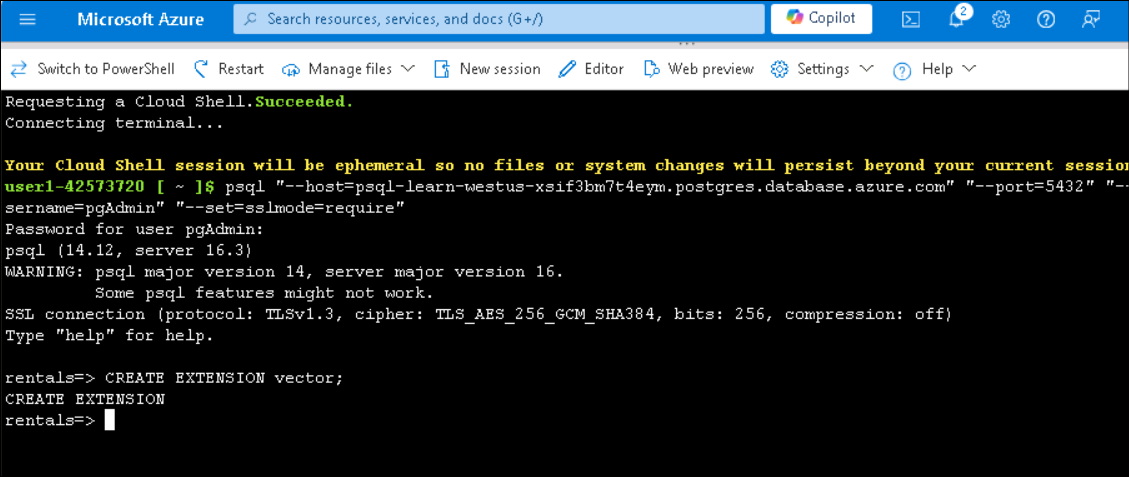 Microsoft Azure
Search resources, services, and docs (G+/)
Copilot
2
Switch to PowerShell Restart Manage files New session Editor Web preview Settings Help
Requesting a Cloud Shell.Succeeded.
Connecting terminal...
Your Cloud Shell session will be ephemeral so no files or system changes will persist beyond your current session
user1-42573720 [ ~ ]$ psql "--host=psql-learn-westus-xsif3bm7t4eym.postgres.database.azure.com" "--port=5432" "--
sername=pgAdmin" "--set=sslmode=require"
Password for user pgAdmin:
psql (14.12, server 16.3)
WARNING: psql major version 14, server major version 16.
Some psql features might not work.
SSL connection (protocol: TLSv1.3, cipher: TLS_AES_256_GCM_SHA384, bits: 256, compression: off)
Type "help" for help.
rentals=> CREATE EXTENSION vector;
CREATE EXTENSION
rentals=>